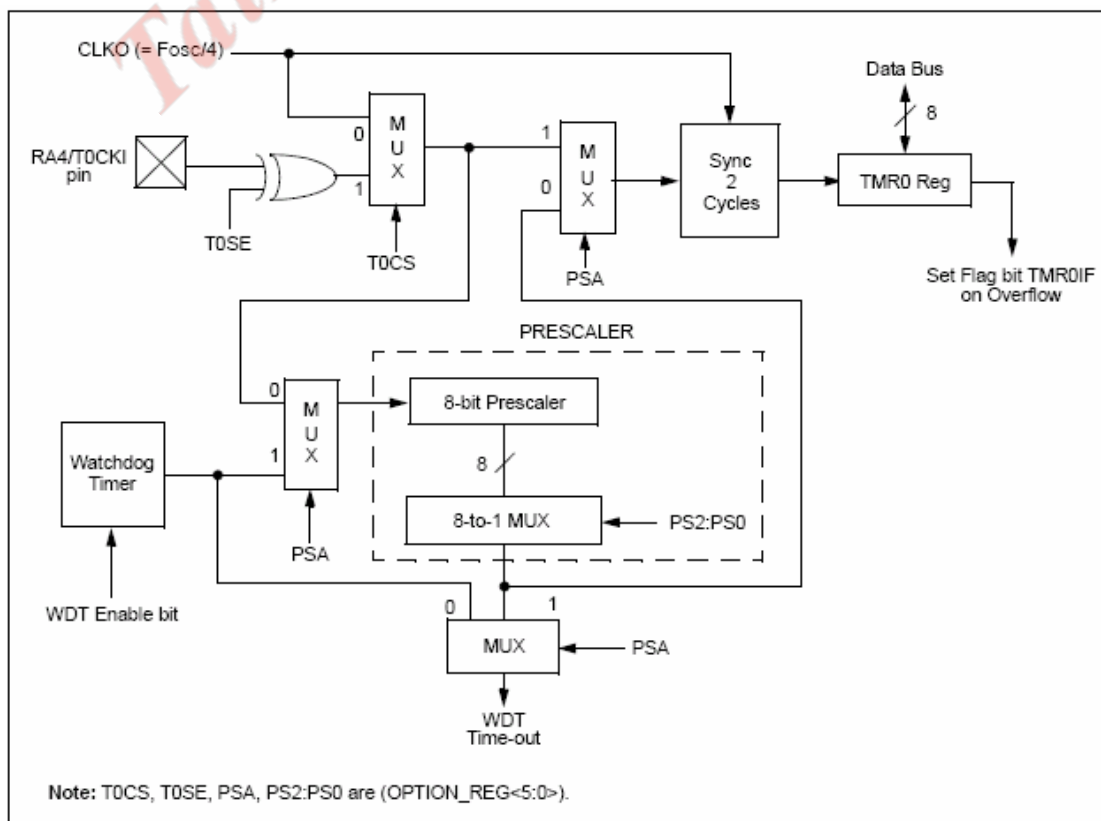 CLKO (= Fosc/4)
Data Bus
8
RA4/T0CKI
pin
T0SE
0
1
M
U
X
T0CS
1
0
M
U
X
PSA
Sync
2
Cycles
TMR0 Reg
Set Flag bit TMR0IF
on Overflow
PRESCALER
Watchdog
Timer
WDT Enable bit
0
1
M
U
X
PSA
8-bit Prescaler
8
8-to-1 MUX
PS2:PS0
0
1
MUX
PSA
WDT
Time-out
Note: T0CS, T0SE, PSA, PS2:PS0 are (OPTION_REG<5:0>).